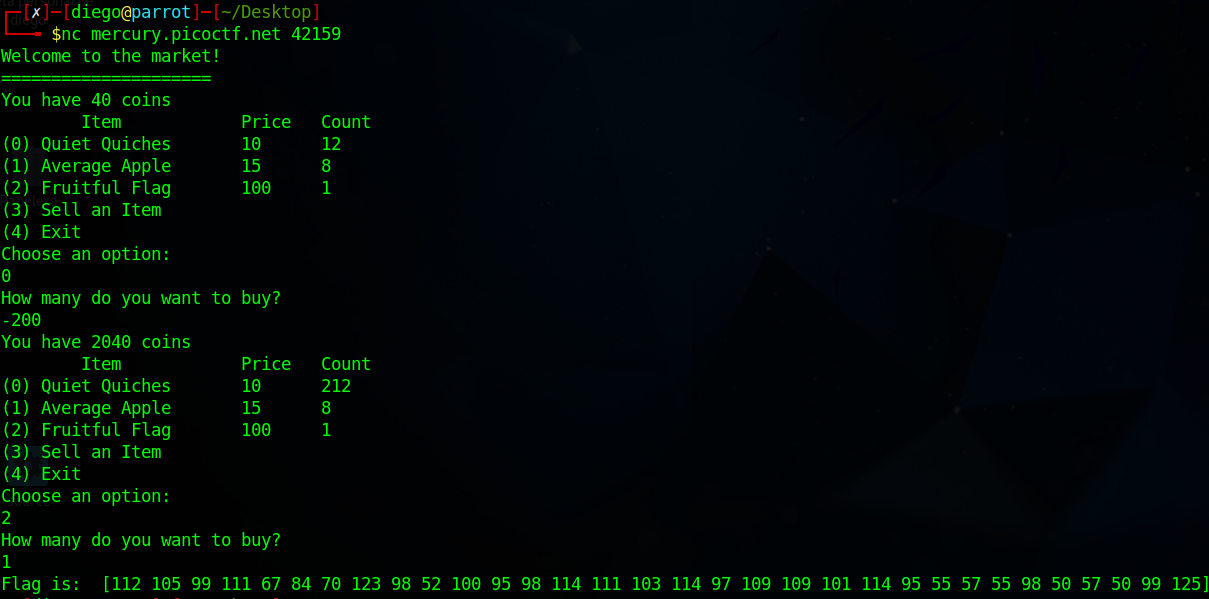 ┌─[✗]─[diego@parrot]─[~/Desktop]
└──╼ $nc mercury.picoctf.net 42159
Welcome to the market!
=====================
You have 40 coins
        Item            Price   Count
(0) Quiet Quiches       10      12
(1) Average Apple       15      8
(2) Fruitful Flag       100     1
(3) Sell an Item
(4) Exit
Choose an option:
0
How many do you want to buy?
-200
You have 2040 coins
        Item            Price   Count
(0) Quiet Quiches       10      212
(1) Average Apple       15      8
(2) Fruitful Flag       100     1
(3) Sell an Item
(4) Exit
Choose an option:
2
How many do you want to buy?
1
Flag is:  [112 105 99 111 67 84 70 123 98 52 100 95 98 114 111 103 114 97 109 109 101 114 95 55 57 55 98 50 57 50 99 125]